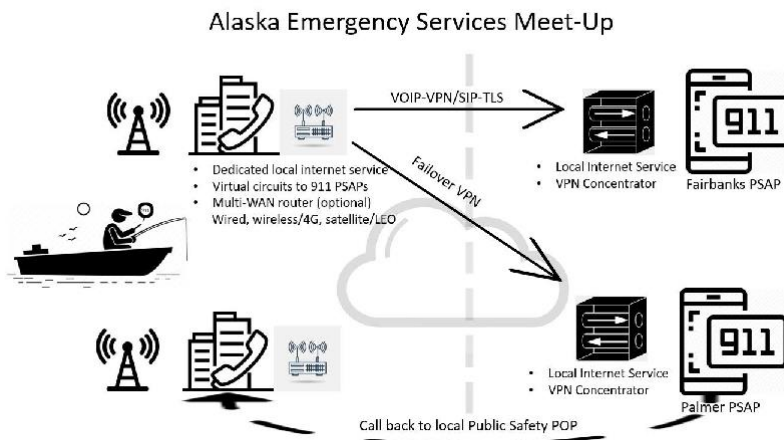 Alaska Emergency Services Meet-Up
VOIP-VPN/SIP-TLS
911
• Dedicated local internet service
• Virtual circuits to 911 PSAPs
• Multi-WAN router (optional)
Wired, wireless/4G, satellite/LEO
Failover VPN
• Local Internet Service
• VPN Concentrator
Fairbanks PSAP
911
• Local Internet Service
• VPN Concentrator
Palmer PSAP
Call back to local Public Safety POP